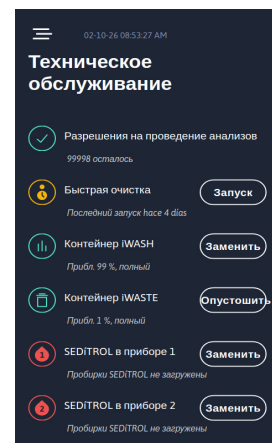 02-10-26 08:53:27 AM
Техническое
обслуживание
Разрешения на проведение анализов
99998 осталось
Быстрая очистка
Запуск
Последний запуск hace 4 días
Контейнер iWASH
Заменить
Прибл. 99 %, полный
Контейнер iWASTE
Опустошить
Прибл. 1 %, полный
SEDiTROL в приборе 1
Заменить
Пробирки SEDiTROL не загружены
SEDiTROL в приборе 2
Заменить
Пробирки SEDiTROL не загружены